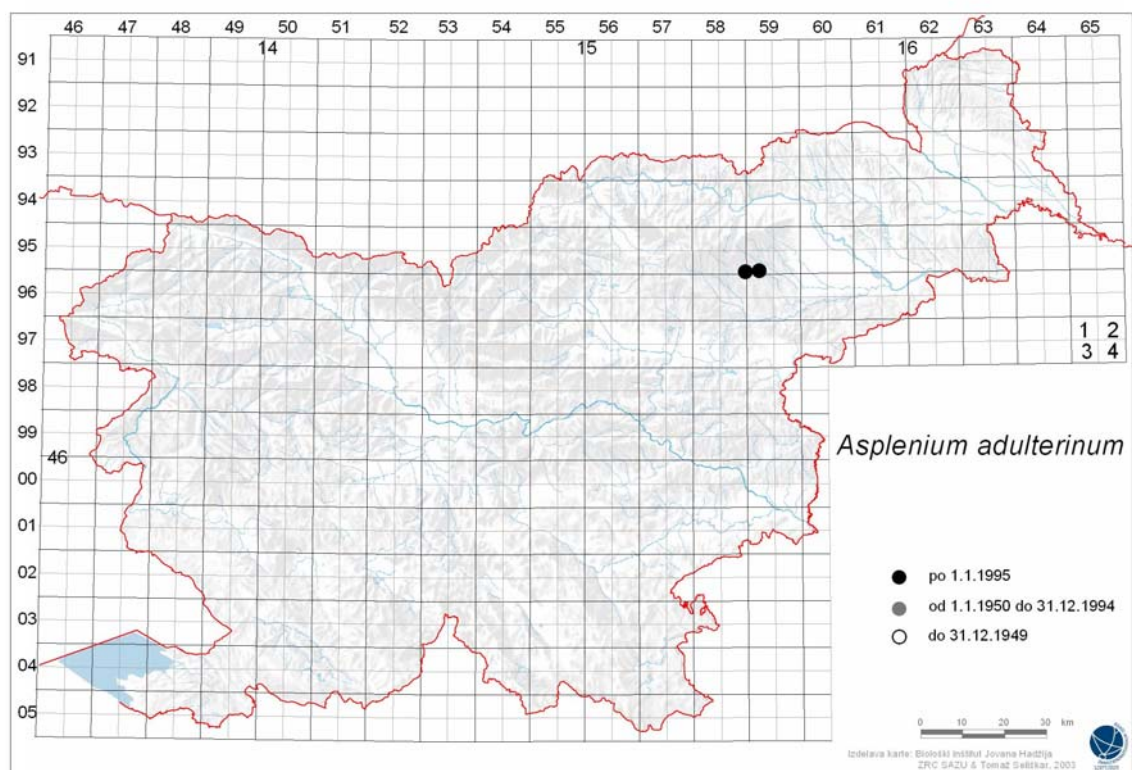 46 47 48 49 50 51 52 53 54 55 56 57 58 59 60 61 62 63 64 65
14 15 16
91
92
93
94
95
96
97
98
99
46
00
01
02
03
04
05
1 2
3 4
Asplenium adulterinum
po 1.1.1995
od 1.1.1950 do 31.12.1994
do 31.12.1949
0 10 20 30 km
Izdelava karte: Biološki inštitut Jovana Hadžija
ZRC SAZU & Tomaž Seliškar, 2003